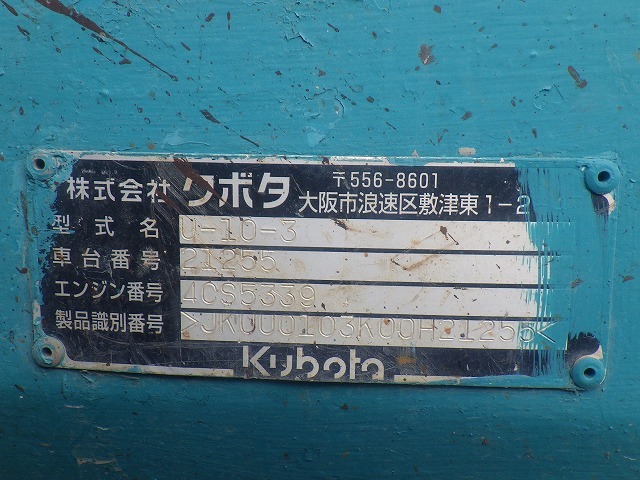 株式会社 クボタ 〒556-8601
大阪市浪速区敷津東1-2
型式名 U-10-3
車台番号 21255
エンジン番号 4CS5339
製品識別番号 >JKU00103K00H21255<
Kubota